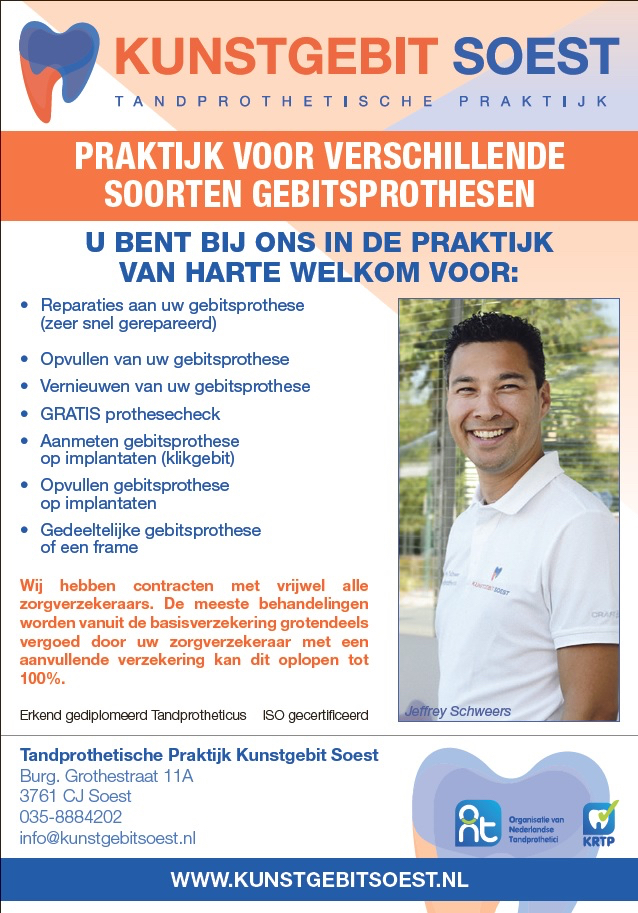 KUNSTGEBIT SOEST
TANDPROTHETISCHE PRAKTIJK
PRAKTIJK VOOR VERSCHILLENDE
SOORTEN GEBITSPROTHESEN
U BENT BIJ ONS IN DE PRAKTIJK
VAN HARTE WELKOM VOOR:
• Reparaties aan uw gebitsprothese
(zeer snel gerepareerd)
• Opvullen van uw gebitsprothese
• Vernieuwen van uw gebitsprothese
• GRATIS prothesecheck
• Aanmeten gebitsprothese
op implantaten (klikgebit)
• Opvullen gebitsprothese
op implantaten
• Gedeeltelijke gebitsprothese
of een frame
Wij hebben contracten met vrijwel alle
zorgverzekeraars. De meeste behandelingen
worden vanuit de basisverzekering grotendeels
vergoed door uw zorgverzekeraar met een
aanvullende verzekering kan dit oplopen tot
100%.
Erkend gediplomeerd Tandprotheticus ISO gecertificeerd
KUNSTGEBIT SOEST
Jeffrey Schweers
Tandprothetische Praktijk Kunstgebit Soest
Burg. Grothestraat 11A
3761 CJ Soest
035-8884202
info@kunstgebitsoest.nl
ont
Organisatie van
Nederlandse
Tandprothetici
KRTP
WWW.KUNSTGEBITSOEST.NL